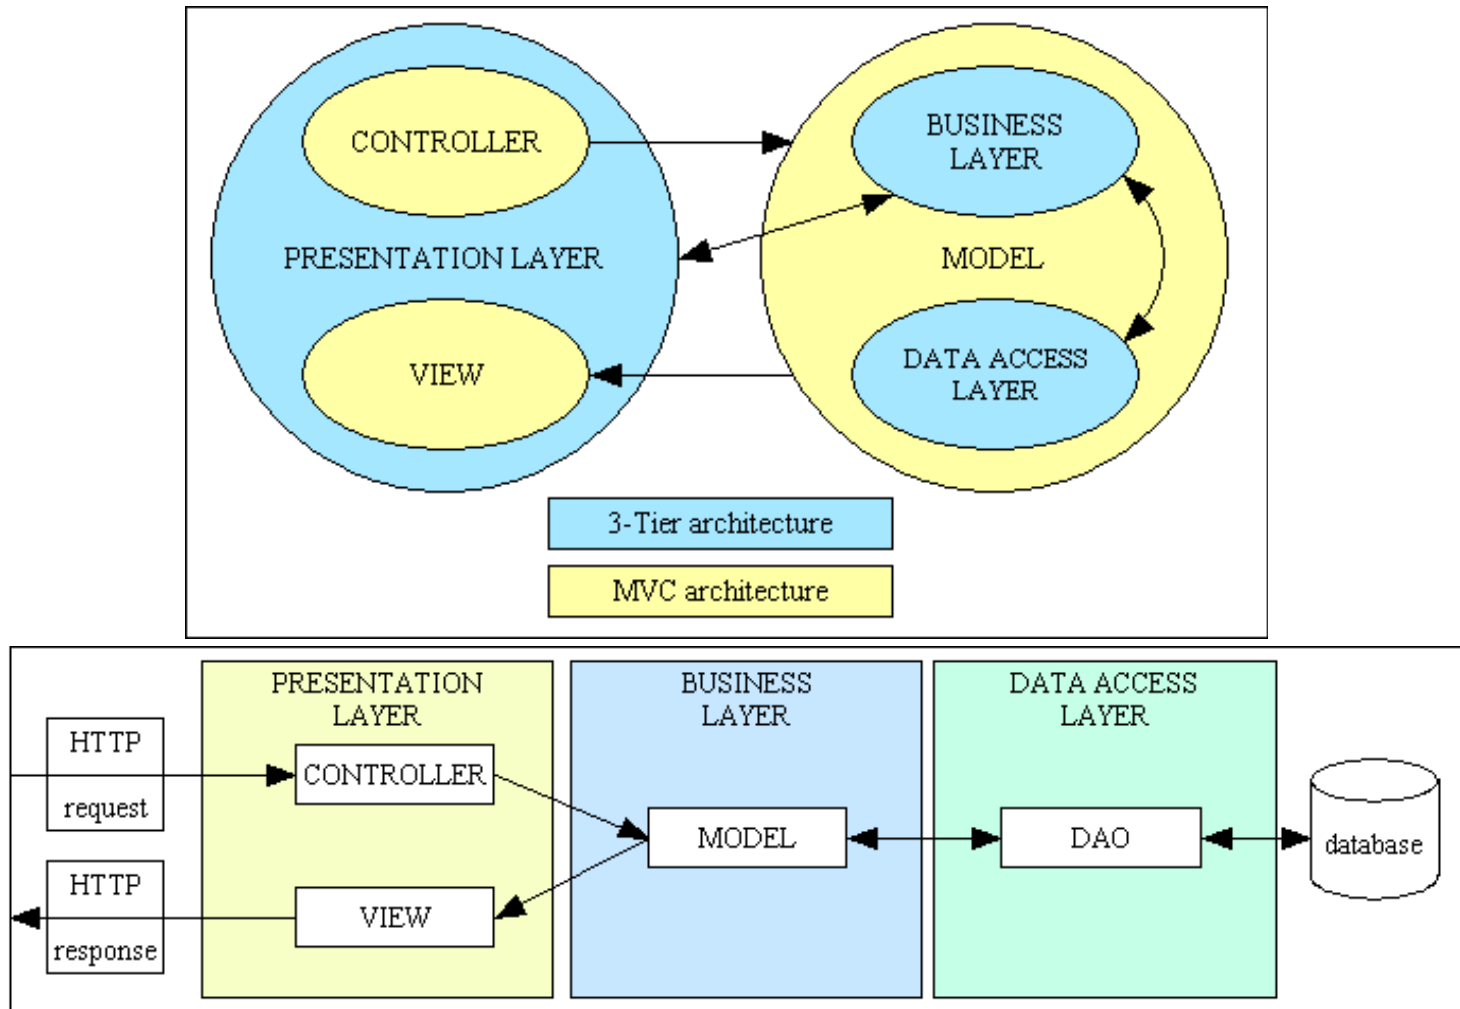 CONTROLLER
BUSINESS
LAYER
PRESENTATION LAYER
MODEL
VIEW
DATA ACCESS
LAYER
3-Tier architecture
MVC architecture
PRESENTATION
LAYER
BUSINESS
LAYER
DATA ACCESS
LAYER
HTTP
request
CONTROLLER
MODEL
DAO
database
HTTP
response
VIEW